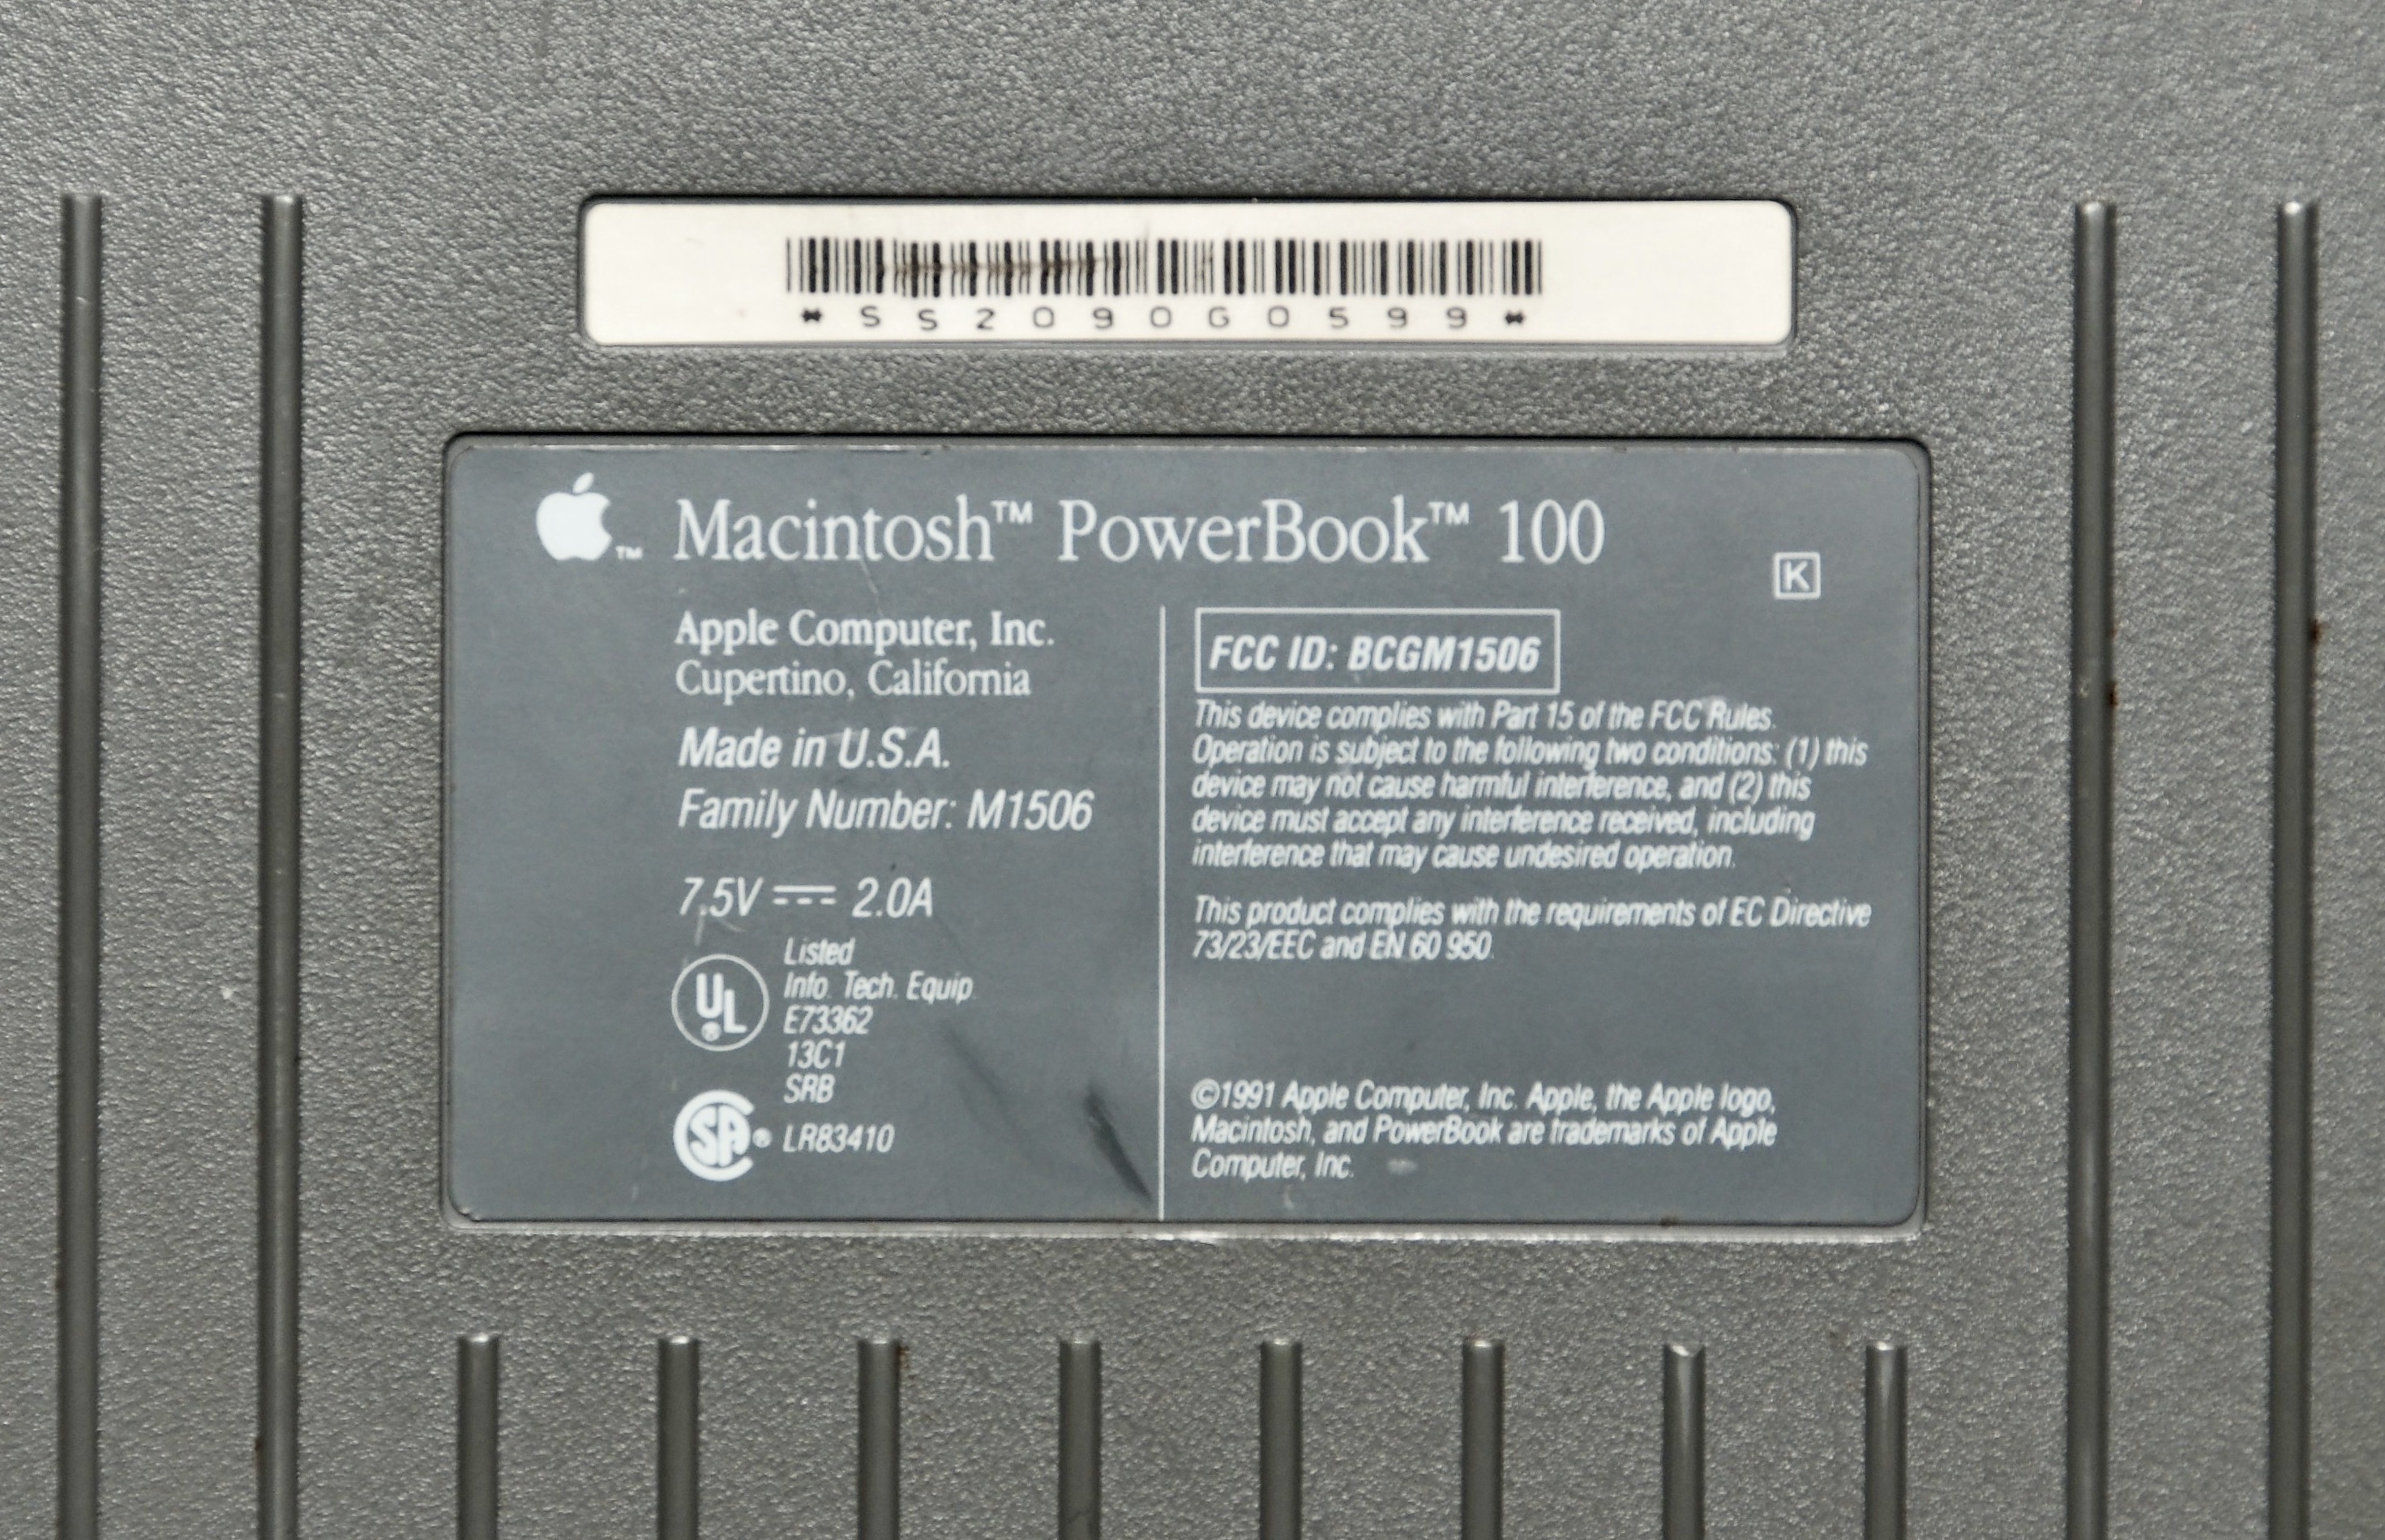 *SS2090G0599*
Macintosh™ PowerBook™ 100
K
Apple Computer, Inc.
Cupertino, California
Made in U.S.A.
Family Number: M1506
7.5V ⎓ 2.0A
UL®
Listed
Info. Tech. Equip.
E73362
13C1
SRB
SA® LR83410
FCC ID: BCGM1506
This device complies with Part 15 of the FCC Rules.
Operation is subject to the following two conditions: (1) this
device may not cause harmful interference, and (2) this
device must accept any interference received, including
interference that may cause undesired operation.
This product complies with the requirements of EC Directive
73/23/EEC and EN 60 950.
©1991 Apple Computer, Inc. Apple, the Apple logo,
Macintosh, and PowerBook are trademarks of Apple
Computer, Inc.